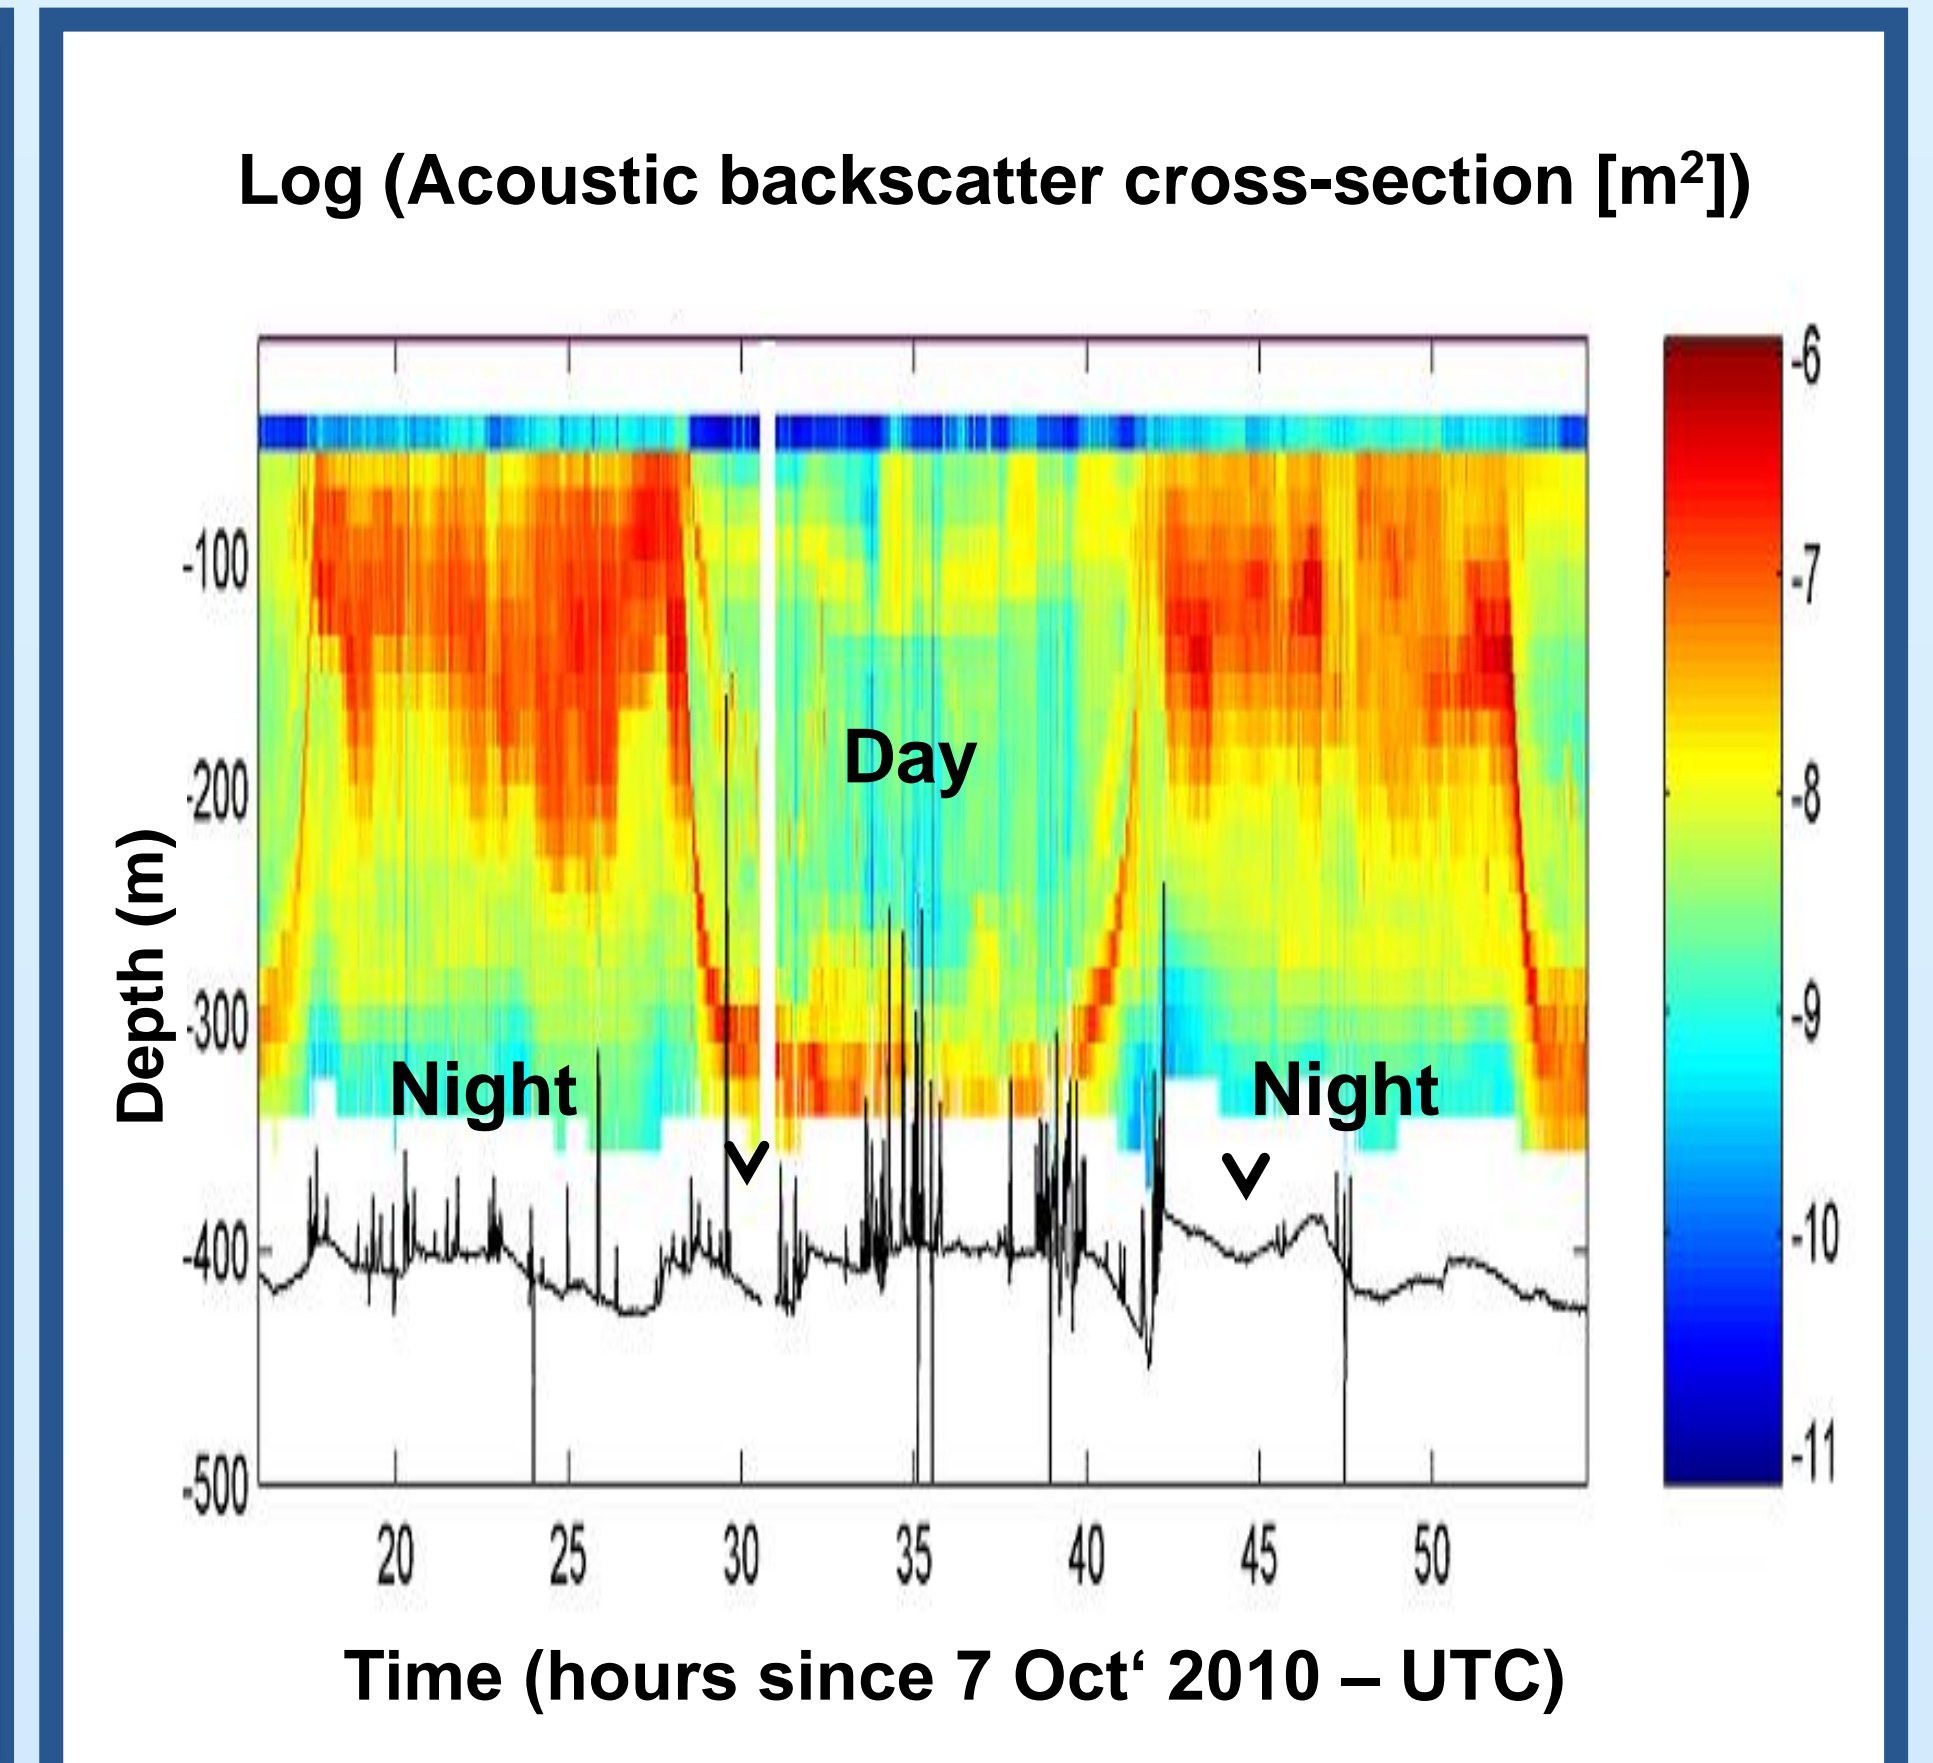 Log (Acoustic backscatter cross-section [m²])
-6
-100
-7
Day
-200
-8
Depth (m)
-300
-9
Night
Night
-400
-10
-500
-11
20 25 30 35 40 45 50
Time (hours since 7 Oct‘ 2010 – UTC)